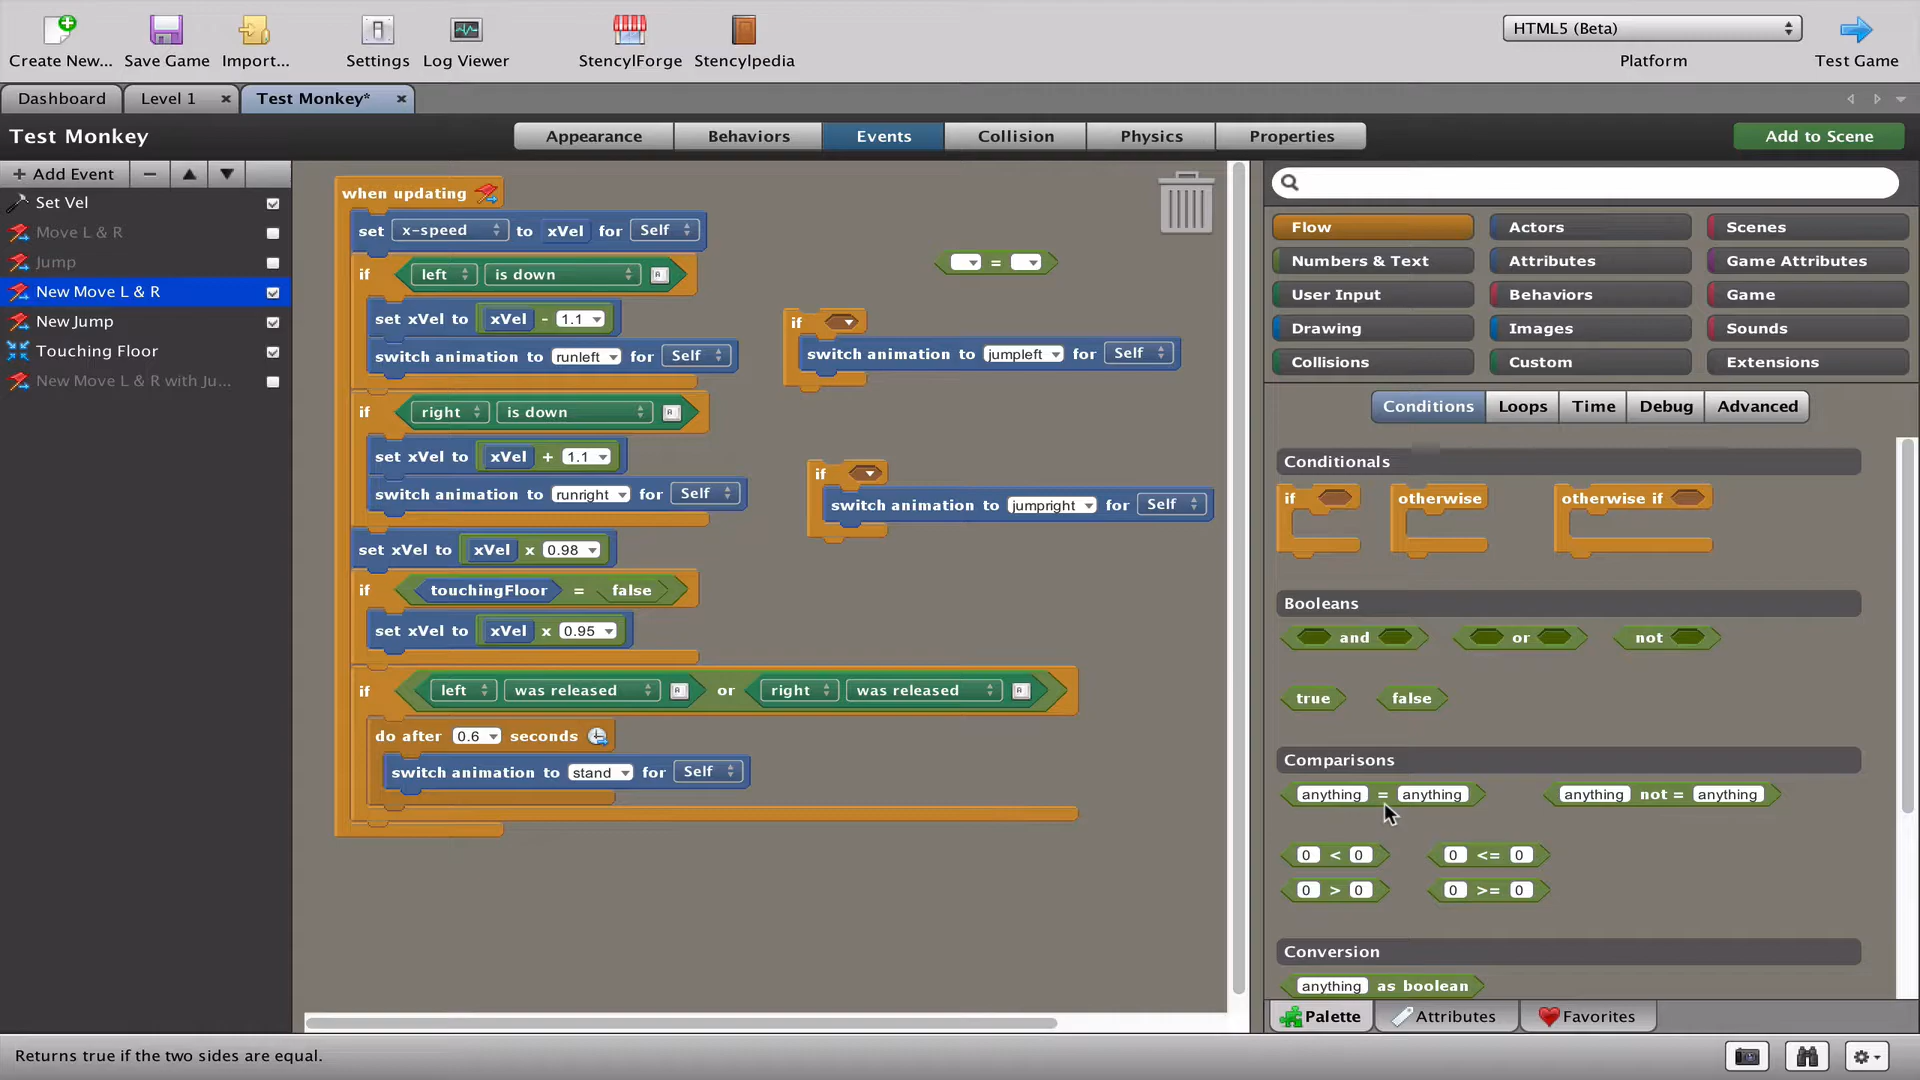 Create New... Save Game Import... Settings Log Viewer StencylForge Stencylpedia
HTML5 (Beta)
Platform
Test Game
Dashboard Level 1 Test Monkey*
Test Monkey
Appearance Behaviors Events Collision Physics Properties
Add to Scene
+ Add Event
Set Vel
Move L & R
Jump
New Move L & R
New Jump
Touching Floor
New Move L & R with Ju...
when updating
set x-speed to xVel for Self
if left is down
set xVel to xVel - 1.1
switch animation to runleft for Self
if right is down
set xVel to xVel + 1.1
switch animation to runright for Self
set xVel to xVel x 0.98
if touchingFloor = false
set xVel to xVel x 0.95
if left was released or right was released
do after 0.6 seconds
switch animation to stand for Self
=
if
switch animation to jumpleft for Self
if
switch animation to jumpright for Self
Flow Actors Scenes
Numbers & Text Attributes Game Attributes
User Input Behaviors Game
Drawing Images Sounds
Collisions Custom Extensions
Conditions Loops Time Debug Advanced
Conditionals
if otherwise otherwise if
Booleans
and or not
true false
Comparisons
anything = anything anything not = anything
0 < 0 0 <= 0
0 > 0 0 >= 0
Conversion
anything as boolean
Palette Attributes Favorites
Returns true if the two sides are equal.